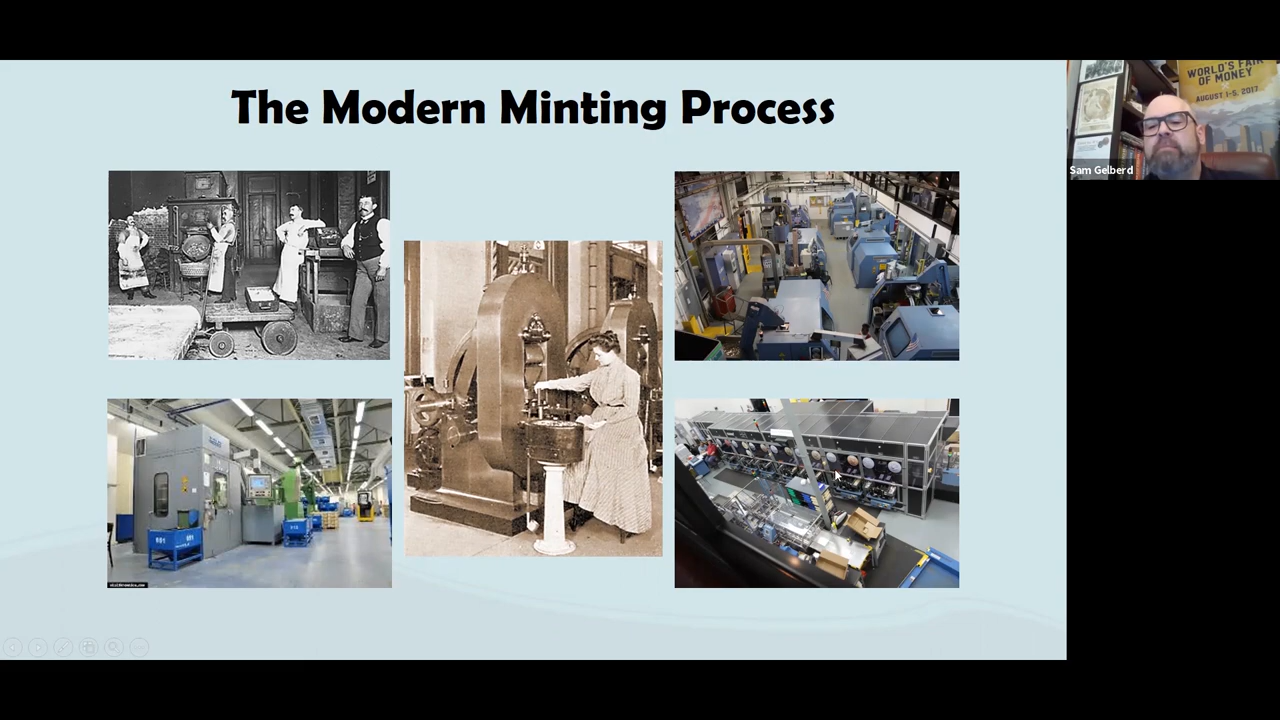 The Modern Minting Process
WORLD'S FAIR
OF MONEY
AUGUST 1-5, 2017
Sam Gelberd